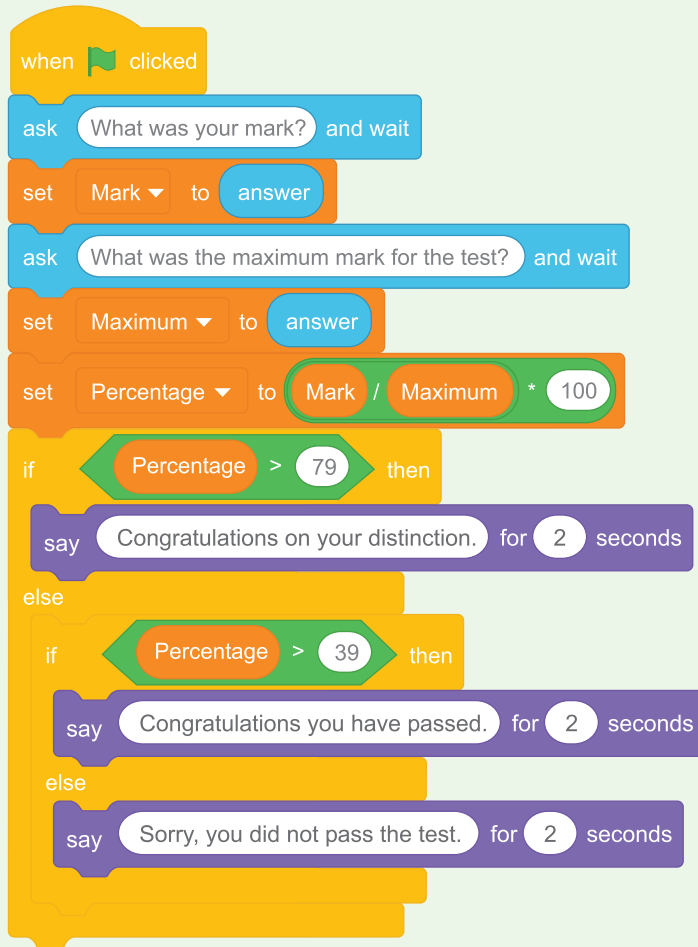 when clicked
ask What was your mark? and wait
set Mark to answer
ask What was the maximum mark for the test? and wait
set Maximum to answer
set Percentage to Mark / Maximum * 100
if Percentage > 79 then
say Congratulations on your distinction. for 2 seconds
else
if Percentage > 39 then
say Congratulations you have passed. for 2 seconds
else
say Sorry, you did not pass the test. for 2 seconds